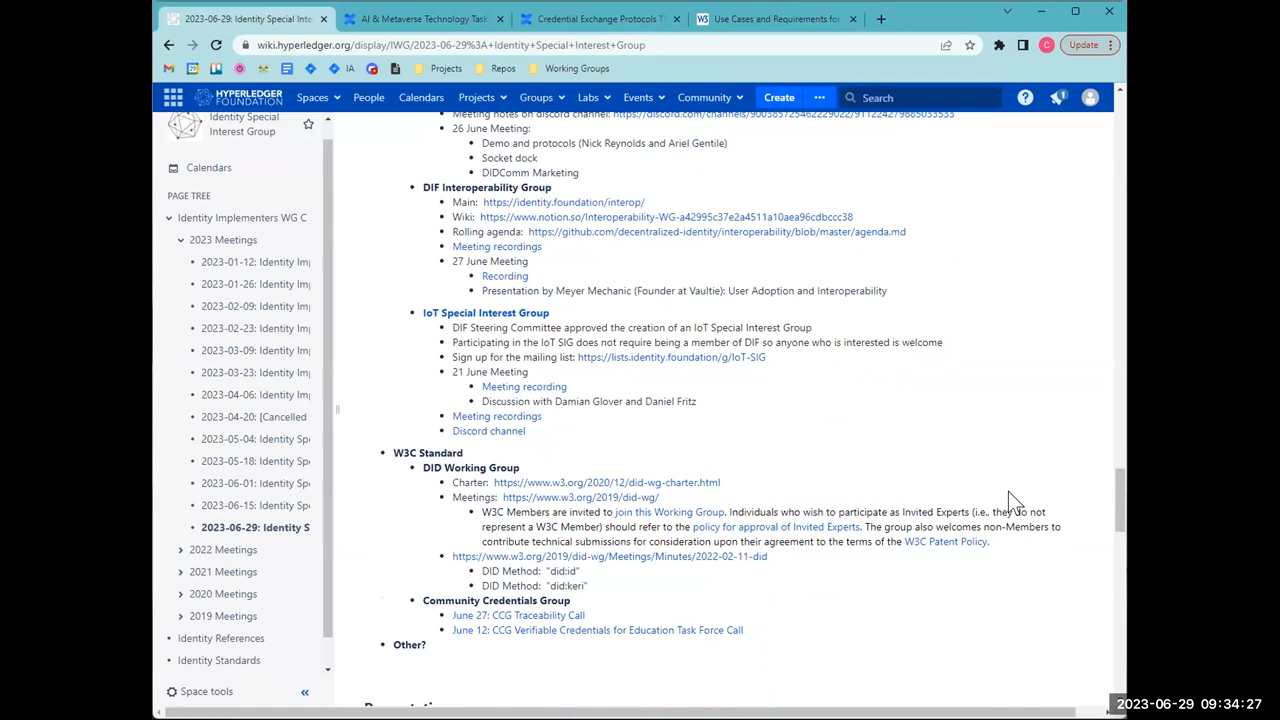 2023-06-29: Identity Special Inte
AI & Metaverse Technology Task
Credential Exchange Protocols T
Use Cases and Requirements fo
wiki.hyperledger.org/display/IWG/2023-06-29%3A+Identity+Special+Interest+Group
C
Update
IA
Projects
Repos
Working Groups
HYPERLEDGER FOUNDATION
Spaces
People
Calendars
Projects
Groups
Labs
Events
Community
Create
Search
Identity Special
Interest Group
Calendars
PAGE TREE
Identity Implementers WG C
2023 Meetings
2023-01-12: Identity Imp
2023-01-26: Identity Imp
2023-02-09: Identity Imp
2023-02-23: Identity Imp
2023-03-09: Identity Imp
2023-03-23: Identity Imp
2023-04-06: Identity Imp
2023-04-20: [Cancelled
2023-05-04: Identity Spe
2023-05-18: Identity Spe
2023-06-01: Identity Spe
2023-06-15: Identity Spe
2023-06-29: Identity S
2022 Meetings
2021 Meetings
2020 Meetings
2019 Meetings
Identity References
Identity Standards
Space tools
Meeting notes on discord channel:
26 June Meeting:
Demo and protocols (Nick Reynolds and Ariel Gentile)
Socket dock
DIDComm Marketing
DIF Interoperability Group
Main: https://identity.foundation/interop/
Wiki: https://www.notion.so/Interoperability-WG-a42995c37e2a4511a10aea96cdbccc38
Rolling agenda: https://github.com/decentralized-identity/interoperability/blob/master/agenda.md
Meeting recordings
27 June Meeting
Recording
Presentation by Meyer Mechanic (Founder at Vaultie): User Adoption and Interoperability
IoT Special Interest Group
DIF Steering Committee approved the creation of an IoT Special Interest Group
Participating in the IoT SIG does not require being a member of DIF so anyone who is interested is welcome
Sign up for the mailing list: https://lists.identity.foundation/g/IoT-SIG
21 June Meeting
Meeting recording
Discussion with Damian Glover and Daniel Fritz
Meeting recordings
Discord channel
W3C Standard
DID Working Group
Charter: https://www.w3.org/2020/12/did-wg-charter.html
Meetings: https://www.w3.org/2019/did-wg/
W3C Members are invited to join this Working Group. Individuals who wish to participate as Invited Experts (i.e., they do not
represent a W3C Member) should refer to the policy for approval of Invited Experts. The group also welcomes non-Members to
contribute technical submissions for consideration upon their agreement to the terms of the W3C Patent Policy.
https://www.w3.org/2019/did-wg/Meetings/Minutes/2022-02-11-did
DID Method: "did:id"
DID Method: "did:keri"
Community Credentials Group
June 27: CCG Traceability Call
June 12: CCG Verifiable Credentials for Education Task Force Call
Other?
2023-06-29 09:34:27